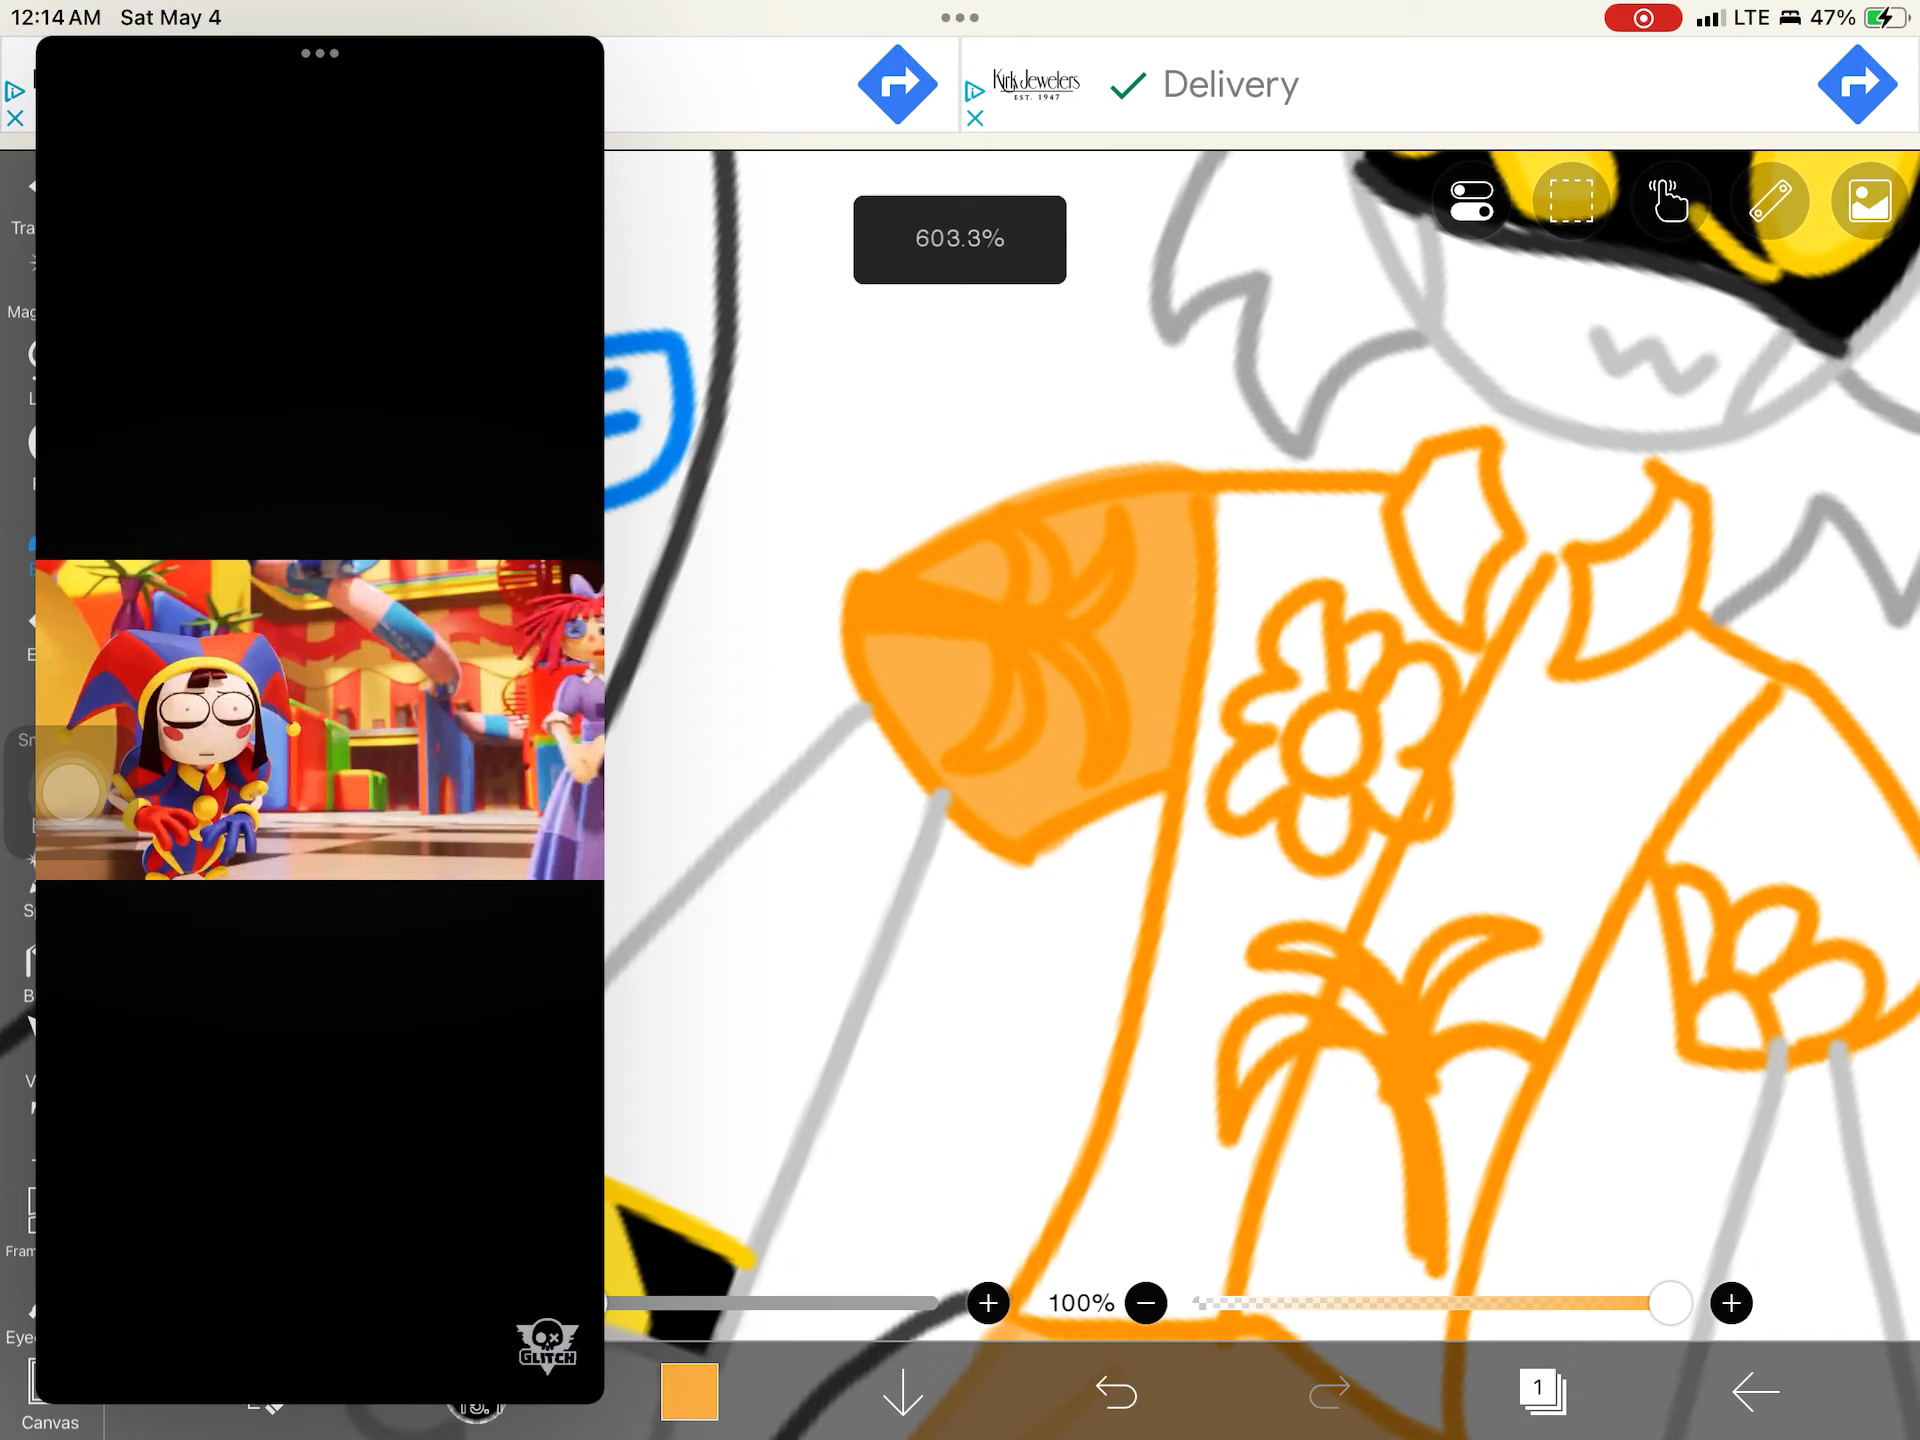 12:14 AM Sat May 4
LTE 47%
Kirk Jewelers
EST. 1947
Delivery
603.3%
Tra
Mag
Sn
Fram
Eye
Canvas
GLITCH
100%
1